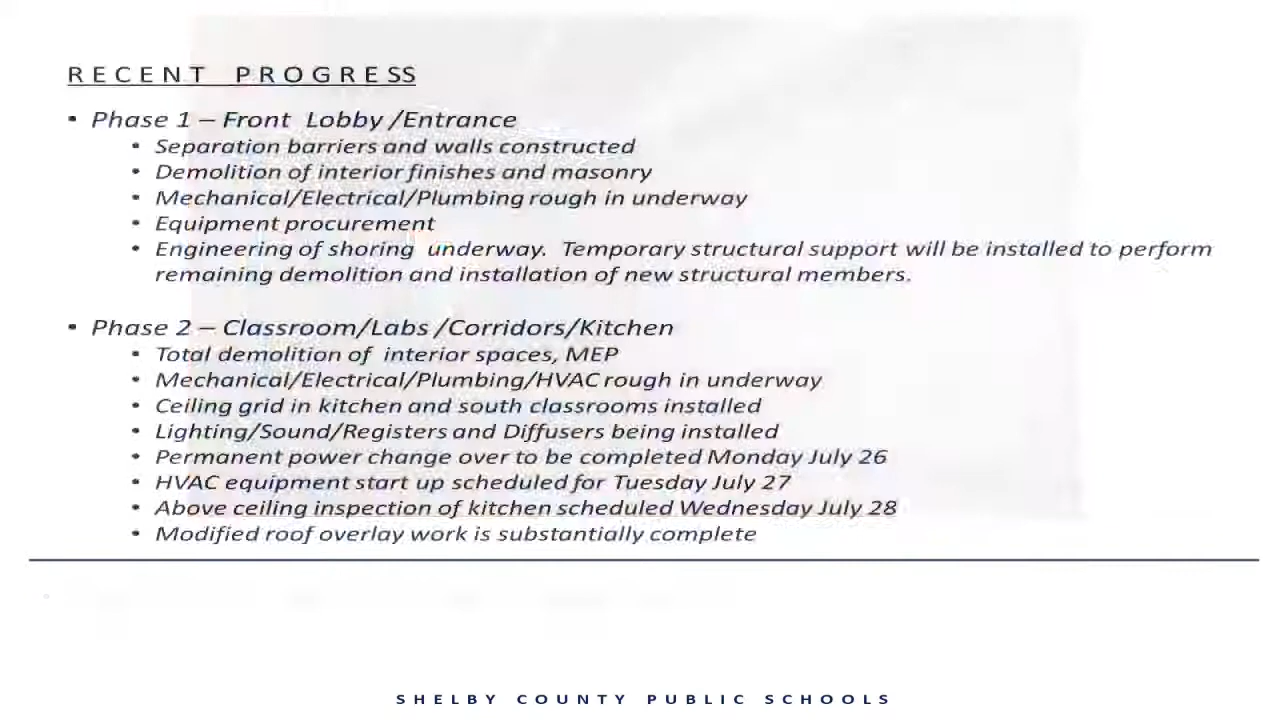 RECENT PROGRESS
• Phase 1 – Front Lobby /Entrance
• Separation barriers and walls constructed
• Demolition of interior finishes and masonry
• Mechanical/Electrical/Plumbing rough in underway
• Equipment procurement
• Engineering of shoring underway. Temporary structural support will be installed to perform
remaining demolition and installation of new structural members.
• Phase 2 – Classroom/Labs /Corridors/Kitchen
• Total demolition of interior spaces, MEP
• Mechanical/Electrical/Plumbing/HVAC rough in underway
• Ceiling grid in kitchen and south classrooms installed
• Lighting/Sound/Registers and Diffusers being installed
• Permanent power change over to be completed Monday July 26
• HVAC equipment start up scheduled for Tuesday July 27
• Above ceiling inspection of kitchen scheduled Wednesday July 28
• Modified roof overlay work is substantially complete
SHELBY COUNTY PUBLIC SCHOOLS